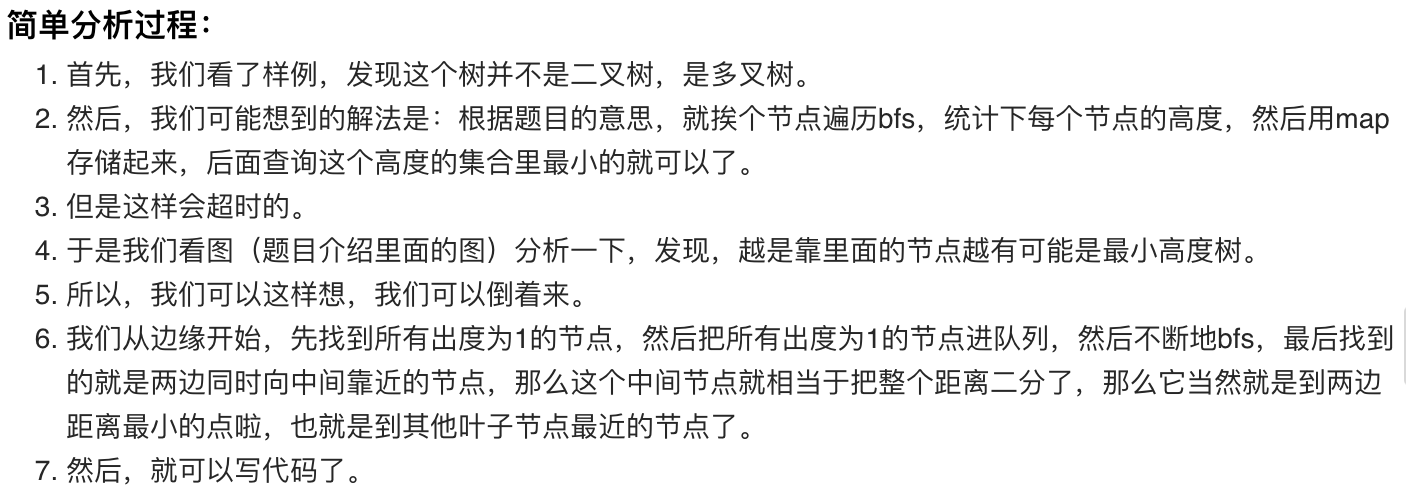 简单分析过程：
1. 首先，我们看了样例，发现这个树并不是二叉树，是多叉树。
2. 然后，我们可能想到的解法是：根据题目的意思，就挨个节点遍历bfs，统计下每个节点的高度，然后用map
存储起来，后面查询这个高度的集合里最小的就可以了。
3. 但是这样会超时的。
4. 于是我们看图（题目介绍里面的图）分析一下，发现，越是靠里面的节点越有可能是最小高度树。
5. 所以，我们可以这样想，我们可以倒着来。
6. 我们从边缘开始，先找到所有出度为1的节点，然后把所有出度为1的节点进队列，然后不断地bfs，最后找到
的就是两边同时向中间靠近的节点，那么这个中间节点就相当于把整个距离二分了，那么它当然就是到两边
距离最小的点啦，也就是到其他叶子节点最近的节点了。
7. 然后，就可以写代码了。